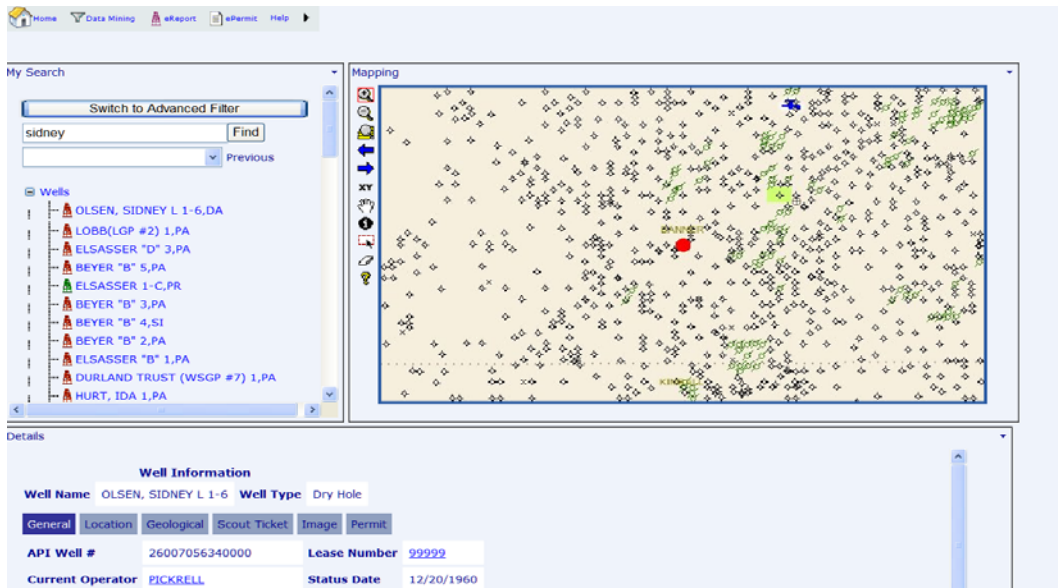 Home Data Mining eReport ePermit Help
My Search
Switch to Advanced Filter
sidney Find
Previous
Wells
OLSEN, SIDNEY L 1-6,DA
LOBB(LGP #2) 1,PA
ELSASSER "D" 3,PA
BEYER "B" 5,PA
ELSASSER 1-C,PR
BEYER "B" 3,PA
BEYER "B" 4,SI
BEYER "B" 2,PA
ELSASSER "B" 1,PA
DURLAND TRUST (WSGP #7) 1,PA
HURT, IDA 1,PA
Mapping
XY
BANNER
Details
Well Information
Well Name OLSEN, SIDNEY L 1-6 Well Type Dry Hole
General Location Geological Scout Ticket Image Permit
API Well # 26007056340000 Lease Number 99999
Current Operator PICKRELL Status Date 12/20/1960